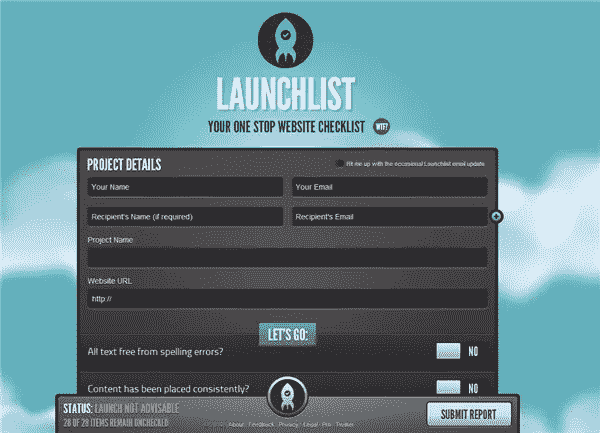 LAUNCHLIST
YOUR ONE STOP WEBSITE CHECKLIST WTF?
PROJECT DETAILS
Hit me up with the occasional Launchlist email update
Your Name
Your Email
Recipient's Name (if required)
Recipient's Email
Project Name
Website URL
http://
LET'S GO:
All text free from spelling errors?
NO
Content has been placed consistently?
NO
STATUS: LAUNCH NOT ADVISABLE
28 OF 28 ITEMS REMAIN UNCHECKED
SUBMIT REPORT
About Feedback Privacy Legal Pro Twitter